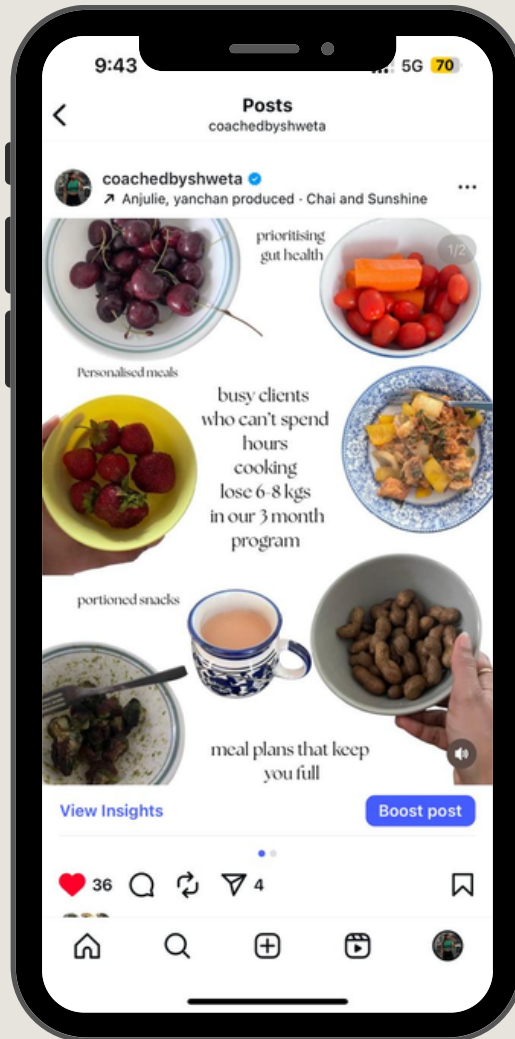 9:43
5G 70
Posts
coachedbyshweta
coachedbyshweta
Anjulie, yanchan produced · Chai and Sunshine
prioritising
gut health
1/2
Personalised meals
busy clients
who can't spend
hours
cooking
lose 6-8 kgs
in our 3 month
program
portioned snacks
meal plans that keep
you full
View Insights
Boost post
36
4